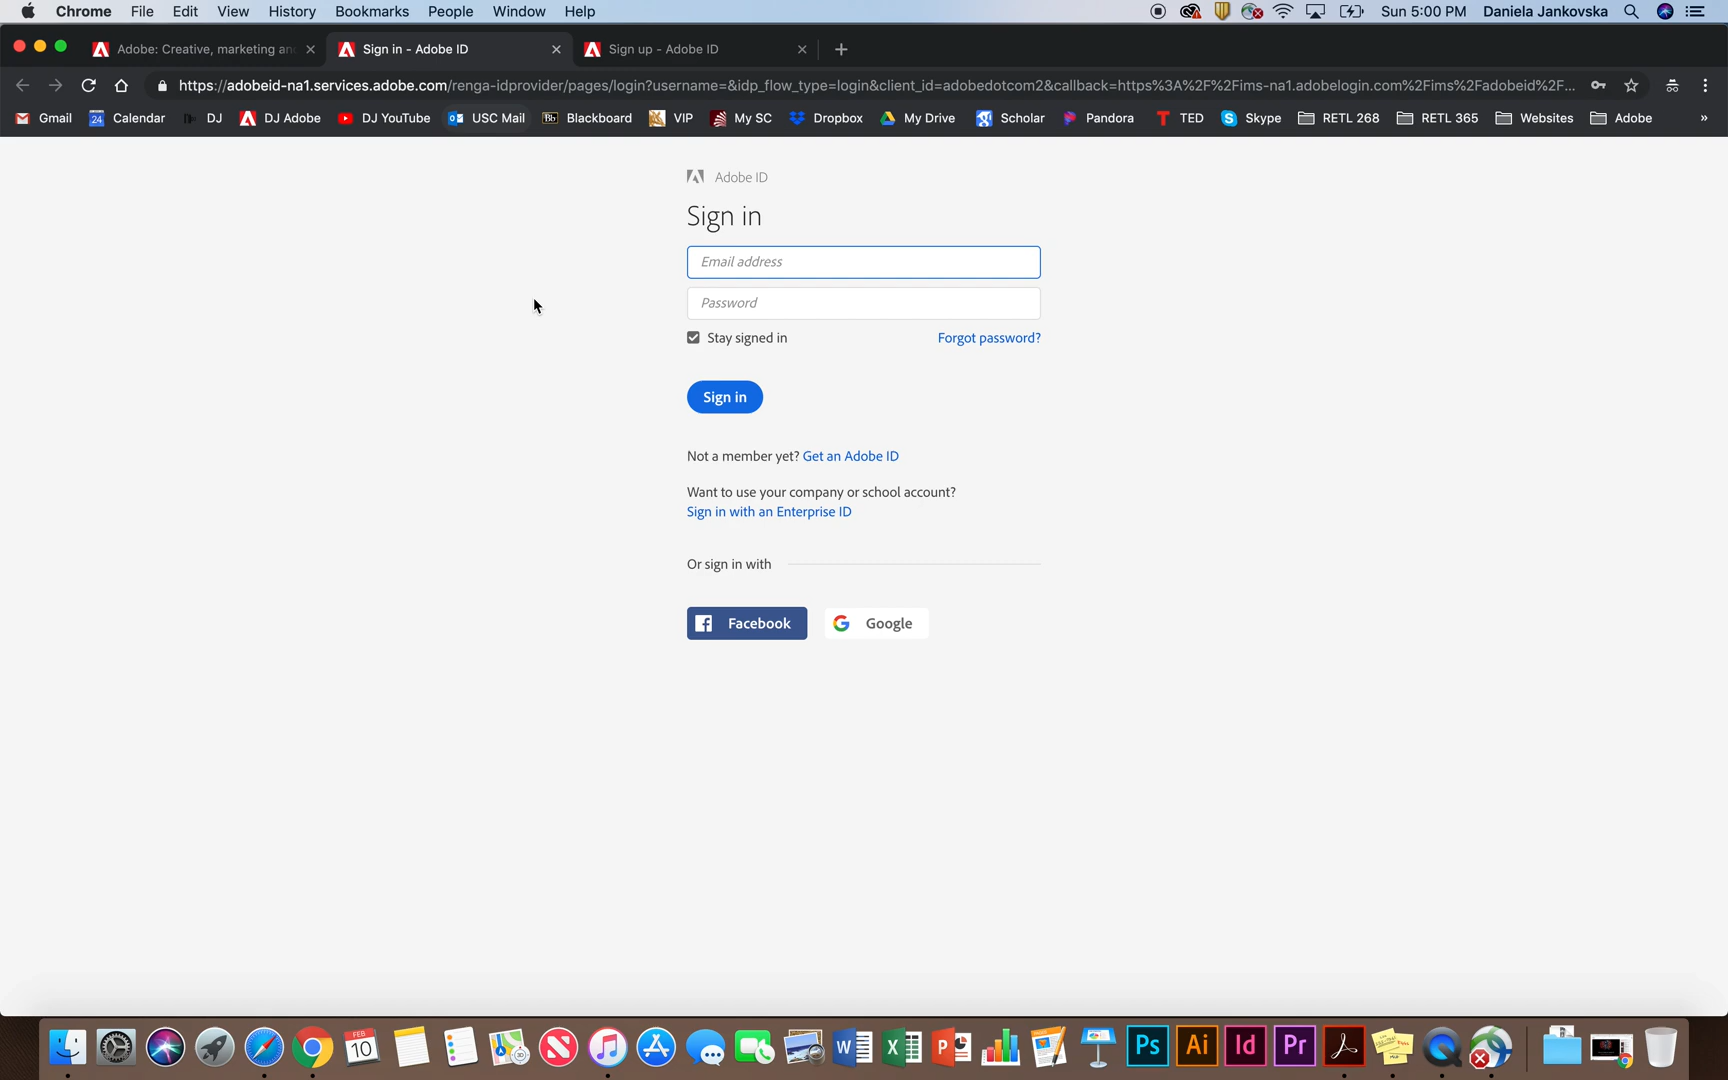 Chrome File Edit View History Bookmarks People Window Help Sun 5:00 PM Daniela Jankovska
Adobe: Creative, marketing an Sign in - Adobe ID Sign up - Adobe ID
https://adobeid-na1.services.adobe.com/renga-idprovider/pages/login?username=&idp_flow_type=login&client_id=adobedotcom2&callback=https%3A%2F%2Fims-na1.adobelogin.com%2Fims%2Fadobeid%2F...
Gmail 24 Calendar DJ DJ Adobe DJ YouTube USC Mail Bb Blackboard VIP My SC Dropbox My Drive Scholar Pandora TED Skype RETL 268 RETL 365 Websites Adobe »
Adobe ID
Sign in
Email address
Password
Stay signed in Forgot password?
Sign in
Not a member yet? Get an Adobe ID
Want to use your company or school account?
Sign in with an Enterprise ID
Or sign in with
Facebook Google
FEB
10
W X P Ps Ai Id Pr